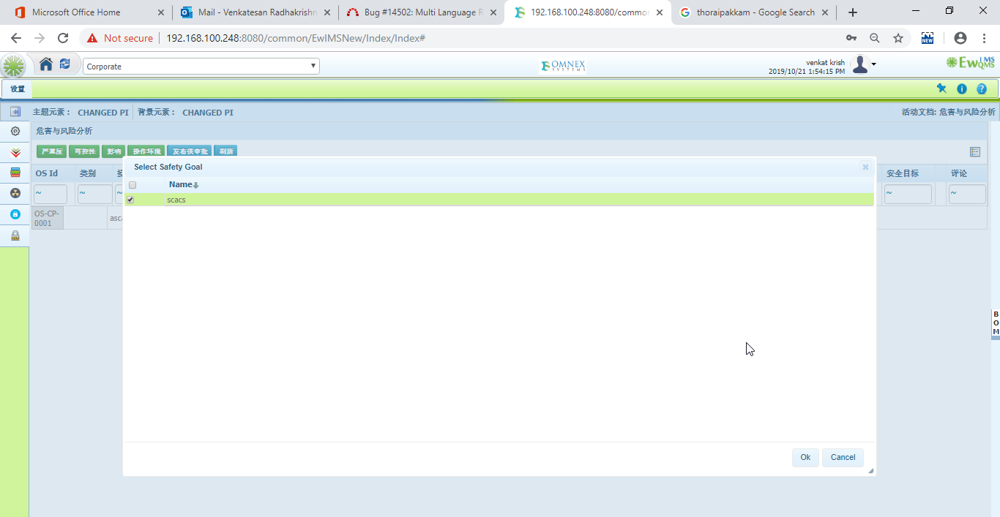 Microsoft Office Home
Mail - Venkatesan Radhakrishn
Bug #14502: Multi Language R
192.168.100.248:8080/commo
thoraipakkam - Google Search
Not secure
192.168.100.248:8080/common/EwIMSNew/Index/Index#
NEW
Corporate
OMNEX
SYSTEMS
venkat krish
2019/10/21 1:54:15 PM
EwIMS
QMS
设置
主题元素： CHANGED PI 背景元素： CHANGED PI
活动文档: 危害与风险分析
危害与风险分析
严重度 可控性 影响 操作环境 发布供审批 刷新
Select Safety Goal
OS Id 类别
安全目标 评论
Name
~ ~ ~ ~ ~
scacs
OS-CP-
0001
asca
B
O
M
Ok Cancel